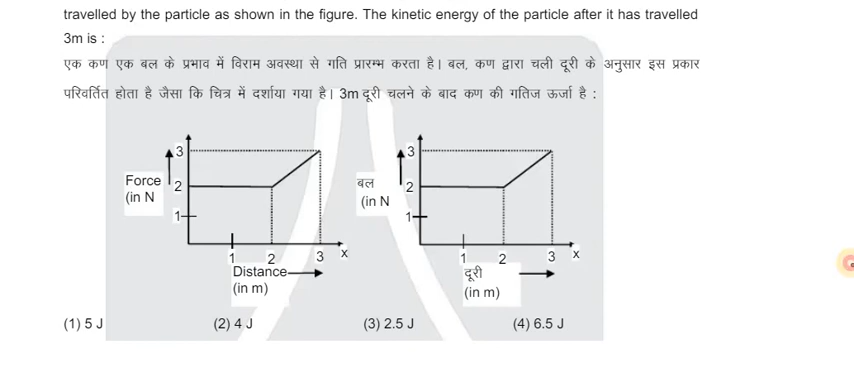 travelled by the particle as shown in the figure. The kinetic energy of the particle after it has travelled
3m is :
एक कण एक बल के प्रभाव में विराम अवस्था से गति प्रारम्भ करता है। बल, कण द्वारा चली दूरी के अनुसार इस प्रकार
परिवर्तित होता है जैसा कि चित्र में दर्शाया गया है। 3m दूरी चलने के बाद कण की गतिज ऊर्जा है :
3
Force
(in N
2
1
1 2 3 x
Distance
(in m)
3
बल
(in N
2
1
1 2 3 x
दूरी
(in m)
(1) 5 J (2) 4 J (3) 2.5 J (4) 6.5 J